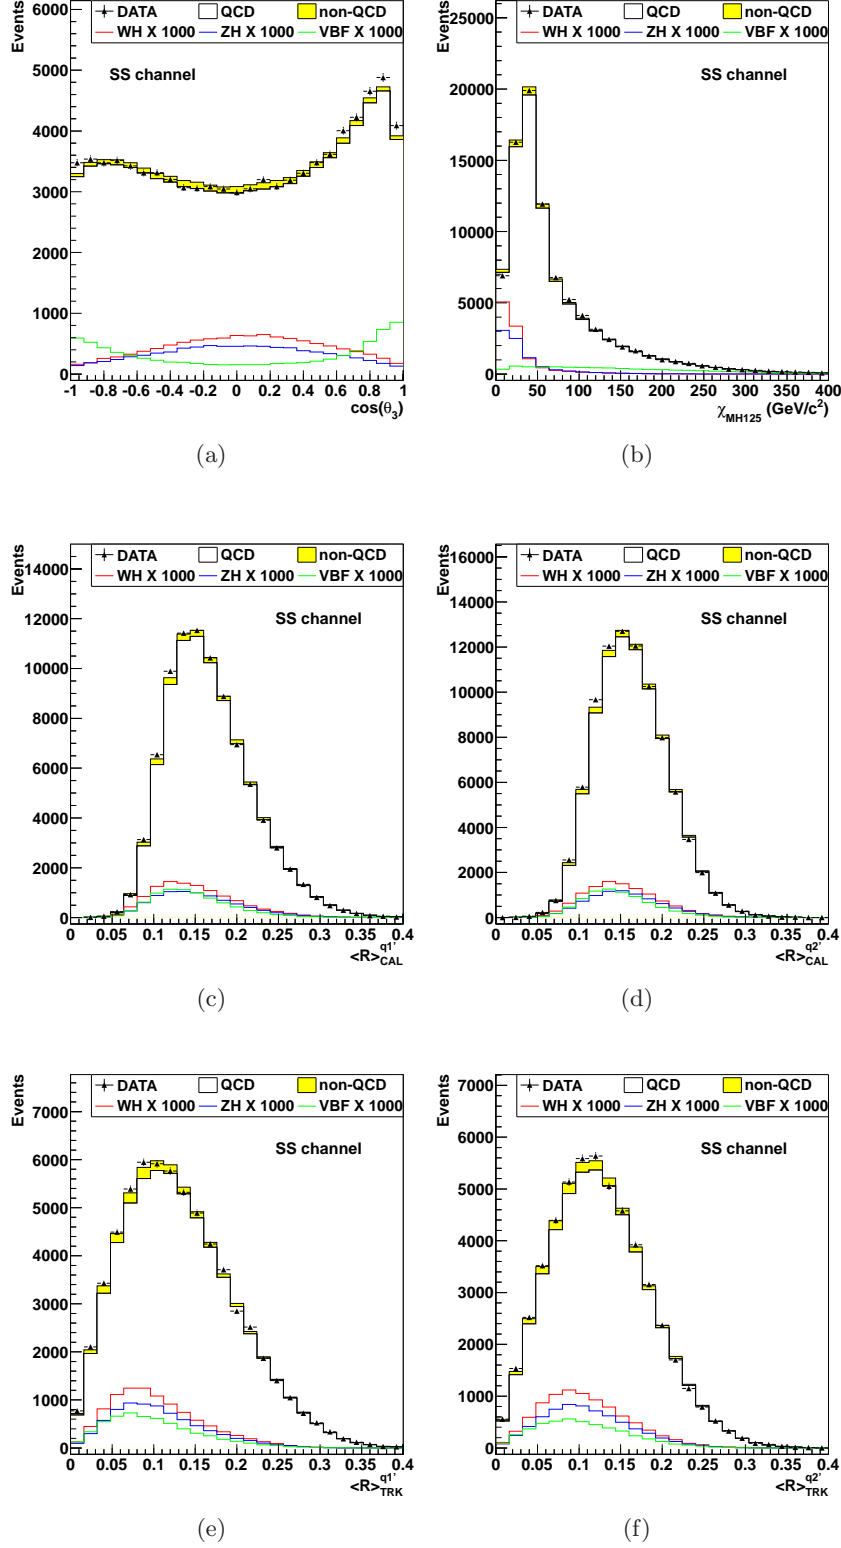 Events
6000
5000
4000
3000
2000
1000
0
DATA QCD non-QCD
WH X 1000 ZH X 1000 VBF X 1000
SS channel
-1 -0.8 -0.6 -0.4 -0.2 0 0.2 0.4 0.6 0.8 1
cos(θ3)
(a)
Events
25000
20000
15000
10000
5000
0
DATA QCD non-QCD
WH X 1000 ZH X 1000 VBF X 1000
SS channel
0 50 100 150 200 250 300 350 400
χMH125 (GeV/c²)
(b)
Events
14000
12000
10000
8000
6000
4000
2000
0
DATA QCD non-QCD
WH X 1000 ZH X 1000 VBF X 1000
SS channel
0 0.05 0.1 0.15 0.2 0.25 0.3 0.35 0.4
<R>q1'CAL
(c)
Events
16000
14000
12000
10000
8000
6000
4000
2000
0
DATA QCD non-QCD
WH X 1000 ZH X 1000 VBF X 1000
SS channel
0 0.05 0.1 0.15 0.2 0.25 0.3 0.35 0.4
<R>q2'CAL
(d)
Events
7000
6000
5000
4000
3000
2000
1000
0
DATA QCD non-QCD
WH X 1000 ZH X 1000 VBF X 1000
SS channel
0 0.05 0.1 0.15 0.2 0.25 0.3 0.35 0.4
<R>q1'TRK
(e)
Events
7000
6000
5000
4000
3000
2000
1000
0
DATA QCD non-QCD
WH X 1000 ZH X 1000 VBF X 1000
SS channel
0 0.05 0.1 0.15 0.2 0.25 0.3 0.35 0.4
<R>q2'TRK
(f)